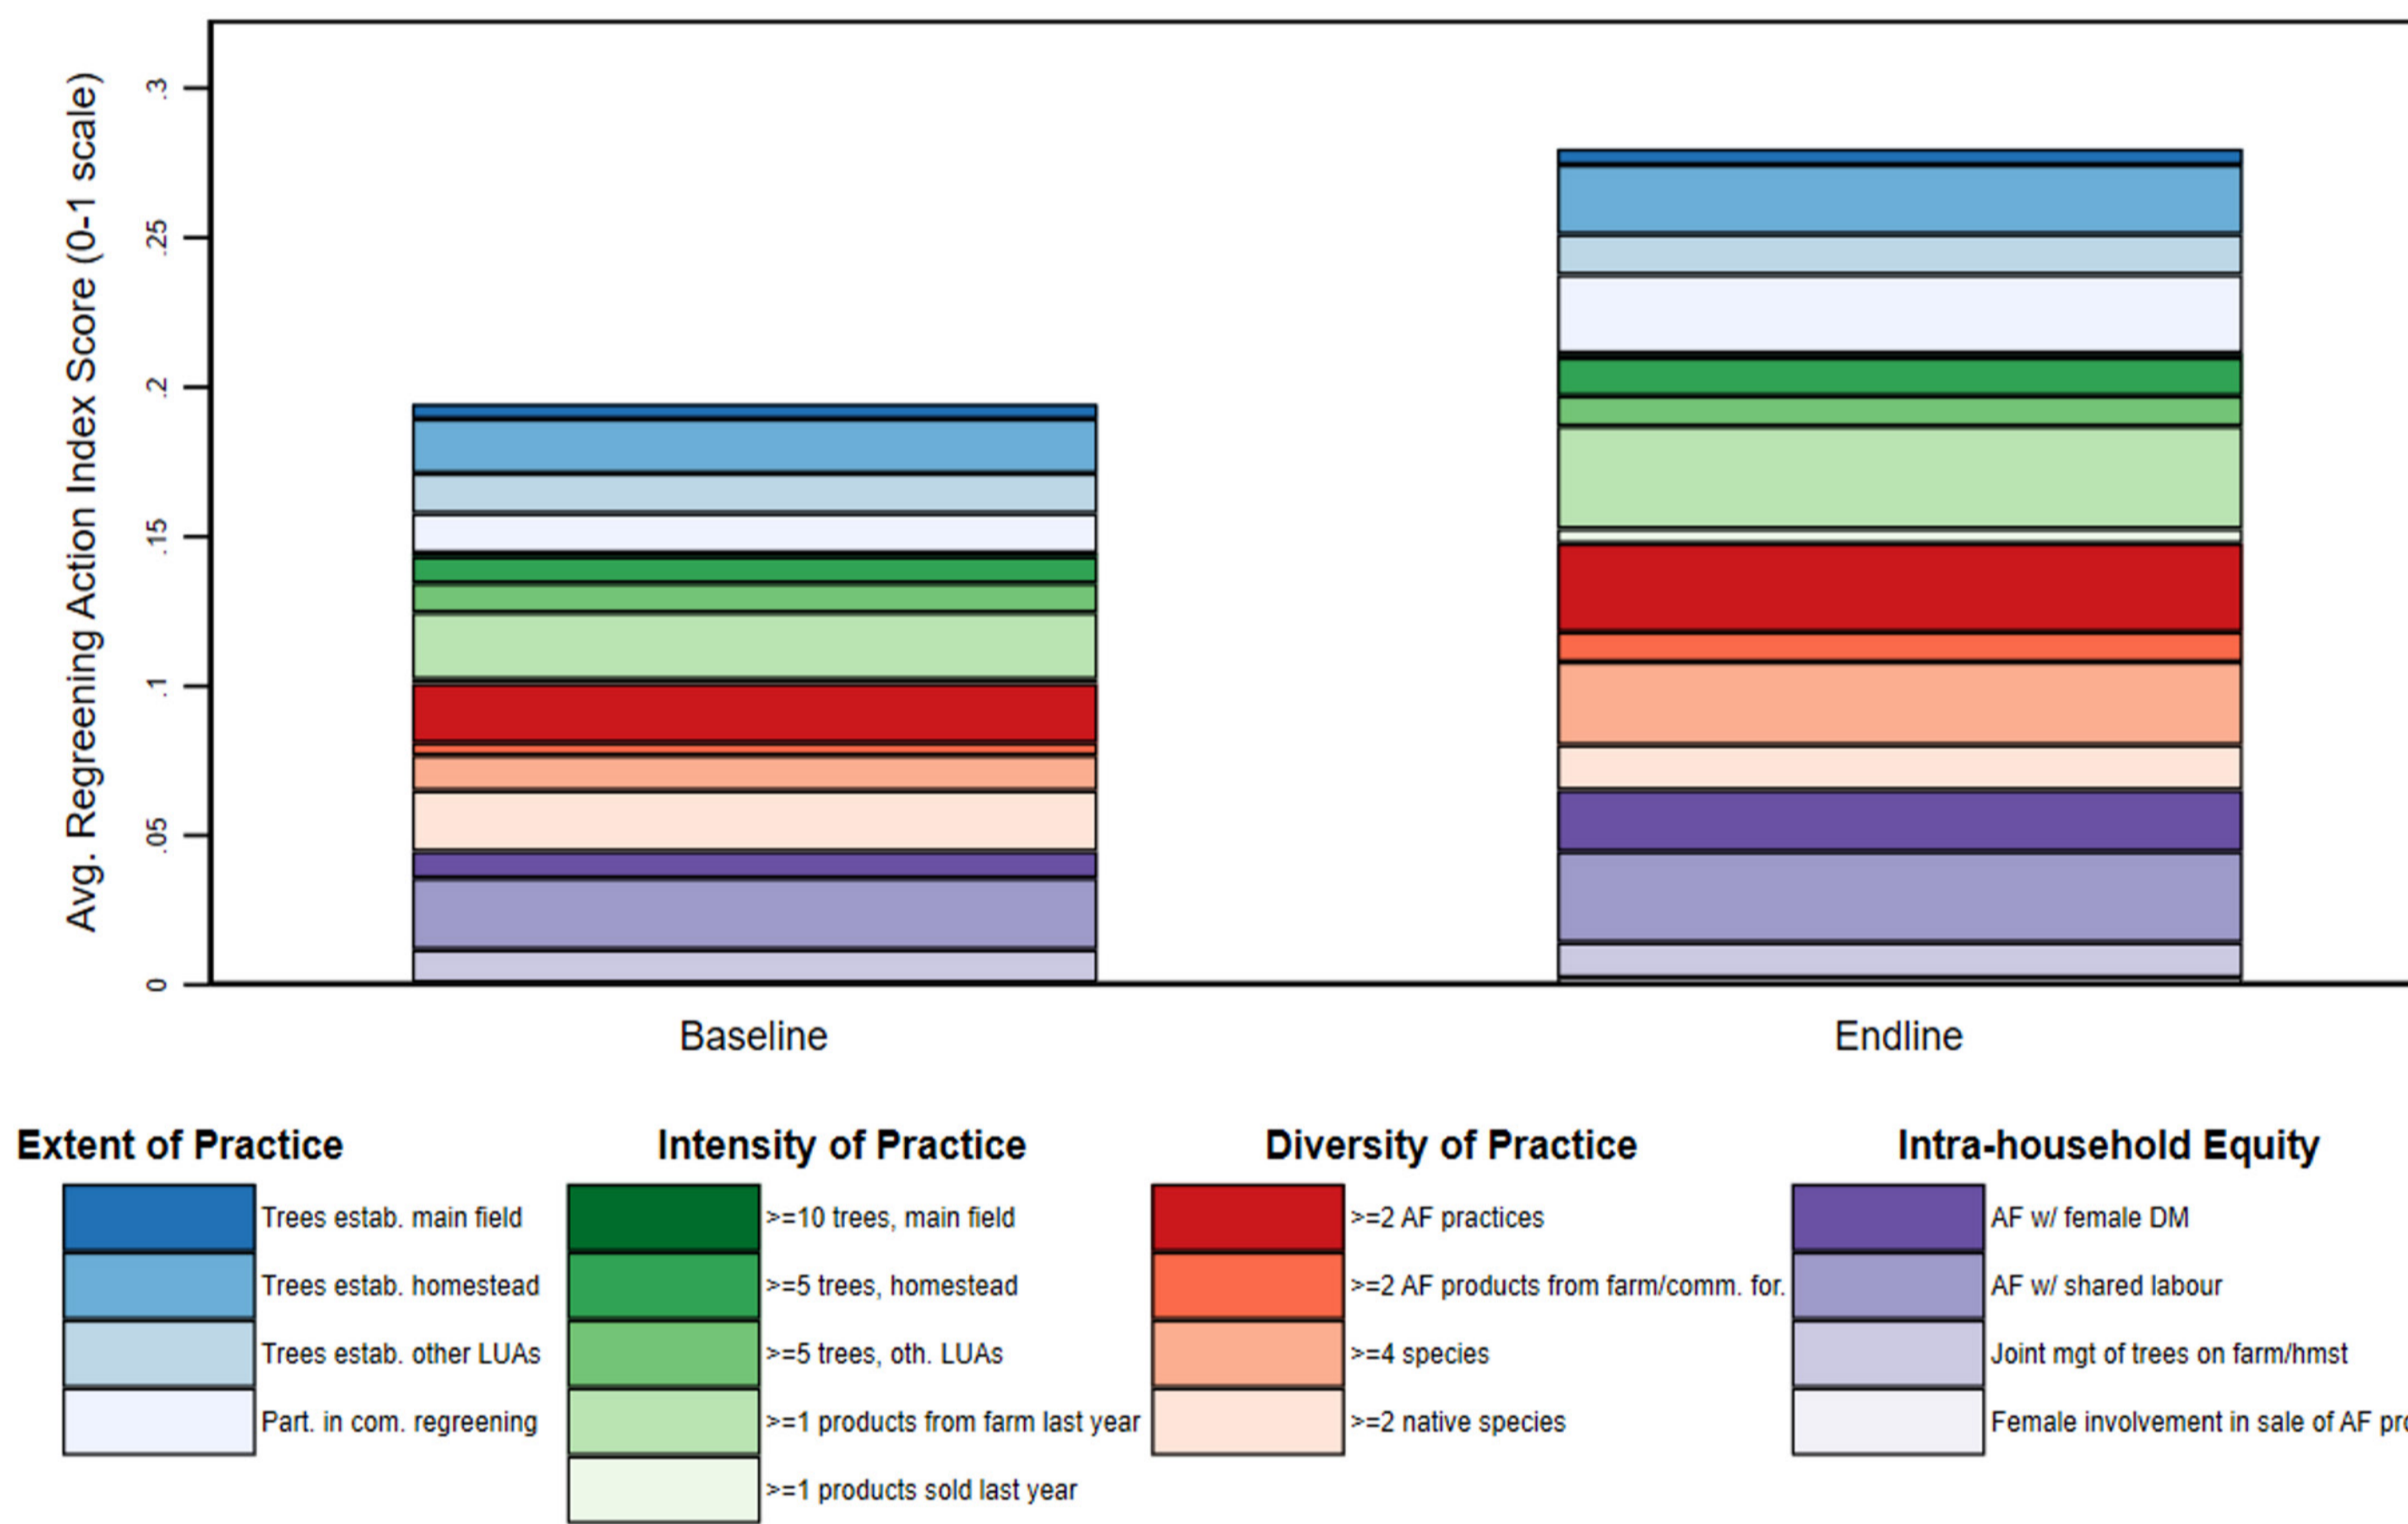 Avg. Regreening Action Index Score (0-1 scale)
.3
.25
.2
.15
.1
.05
0
Baseline
Endline
Extent of Practice
Trees estab. main field
Trees estab. homestead
Trees estab. other LUAs
Part. in com. regreening
Intensity of Practice
>=10 trees, main field
>=5 trees, homestead
>=5 trees, oth. LUAs
>=1 products from farm last year
>=1 products sold last year
Diversity of Practice
>=2 AF practices
>=2 AF products from farm/comm. for.
>=4 species
>=2 native species
Intra-household Equity
AF w/ female DM
AF w/ shared labour
Joint mgt of trees on farm/hmst
Female involvement in sale of AF